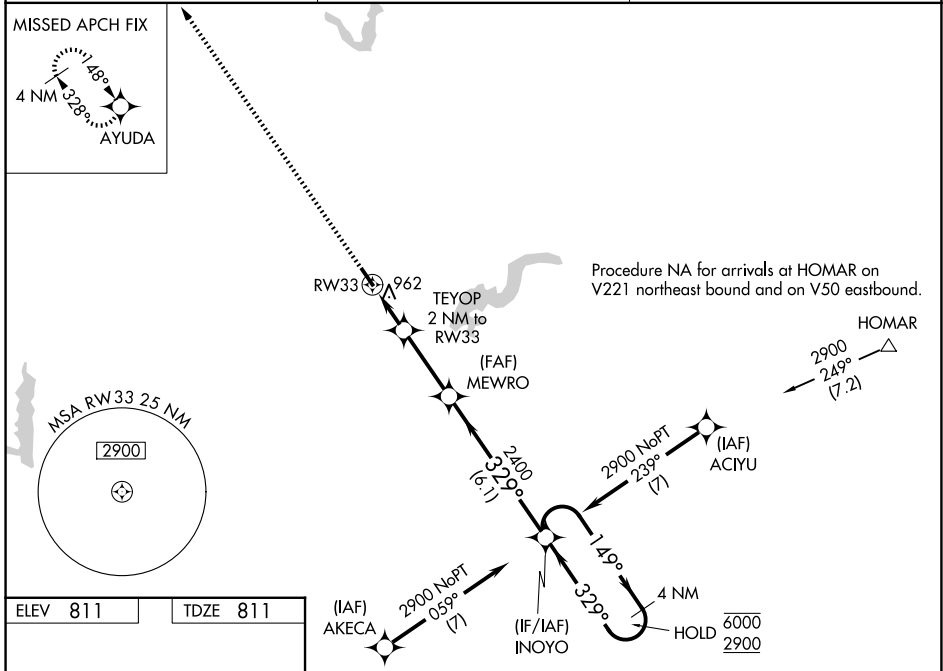 MISSED APCH FIX
148°
4 NM
328°
AYUDA
RW33
962
TEYOP
2 NM to
RW33
(FAF)
MEWRO
Procedure NA for arrivals at HOMAR on
V221 northeast bound and on V50 eastbound.
HOMAR
2900
249°
(7.2)
MSA RW33 25 NM
2900
2400
329°
(6.1)
2900 NoPT
239°
(7)
(IAF)
ACIYU
149°
329°
4 NM
HOLD
6000
2900
(IF/IAF)
INOYO
2900 NoPT
059°
(7)
(IAF)
AKECA
ELEV 811
TDZE 811